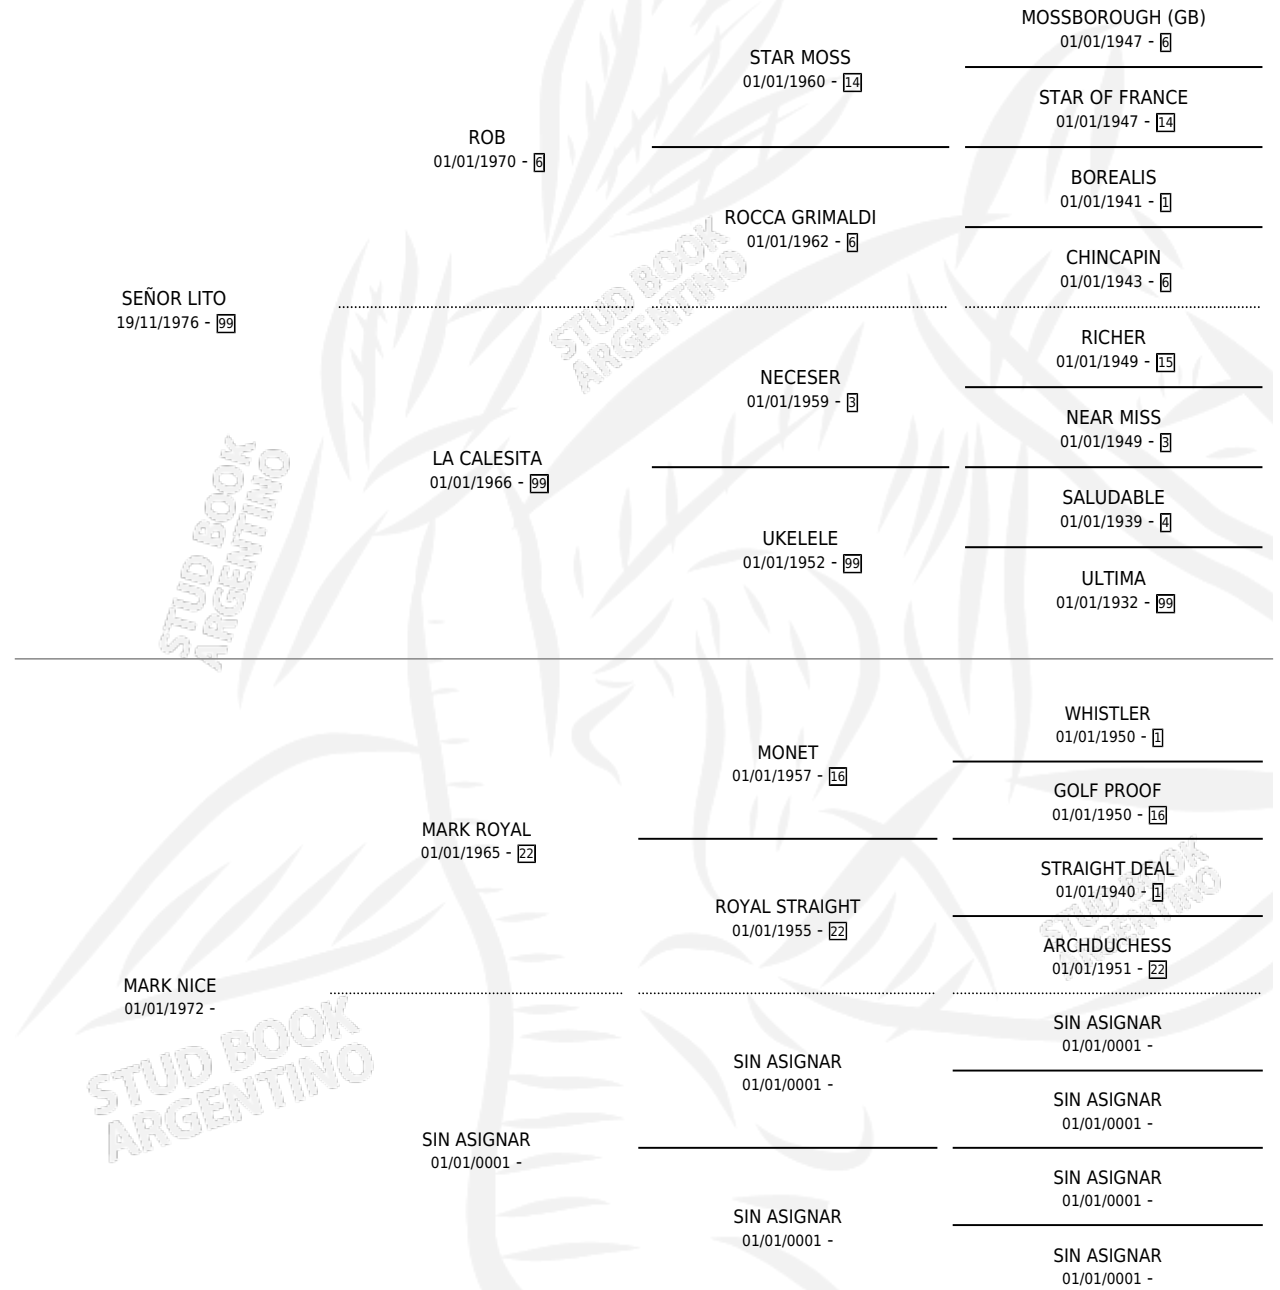 MOSSBOROUGH (GB)
01/01/1947 - 6
STAR MOSS
01/01/1960 - 14
STAR OF FRANCE
01/01/1947 - 14
ROB
01/01/1970 - 6
BOREALIS
01/01/1941 - 1
ROCCA GRIMALDI
01/01/1962 - 6
CHINCAPIN
01/01/1943 - 6
SEÑOR LITO
19/11/1976 - 99
RICHER
01/01/1949 - 15
NECESER
01/01/1959 - 3
NEAR MISS
01/01/1949 - 3
LA CALESITA
01/01/1966 - 99
SALUDABLE
01/01/1939 - 4
UKELELE
01/01/1952 - 99
ULTIMA
01/01/1932 - 99
STUD BOOK
ARGENTINO
STUD BOOK
ARGENTINO
WHISTLER
01/01/1950 - 1
MONET
01/01/1957 - 16
GOLF PROOF
01/01/1950 - 16
MARK ROYAL
01/01/1965 - 22
STRAIGHT DEAL
01/01/1940 - 1
ROYAL STRAIGHT
01/01/1955 - 22
ARCHDUCHESS
01/01/1951 - 22
STUD BOOK
ARGENTINO
MARK NICE
01/01/1972 -
SIN ASIGNAR
01/01/0001 -
SIN ASIGNAR
01/01/0001 -
SIN ASIGNAR
01/01/0001 -
SIN ASIGNAR
01/01/0001 -
SIN ASIGNAR
01/01/0001 -
SIN ASIGNAR
01/01/0001 -
SIN ASIGNAR
01/01/0001 -
STUD BOOK
ARGENTINO